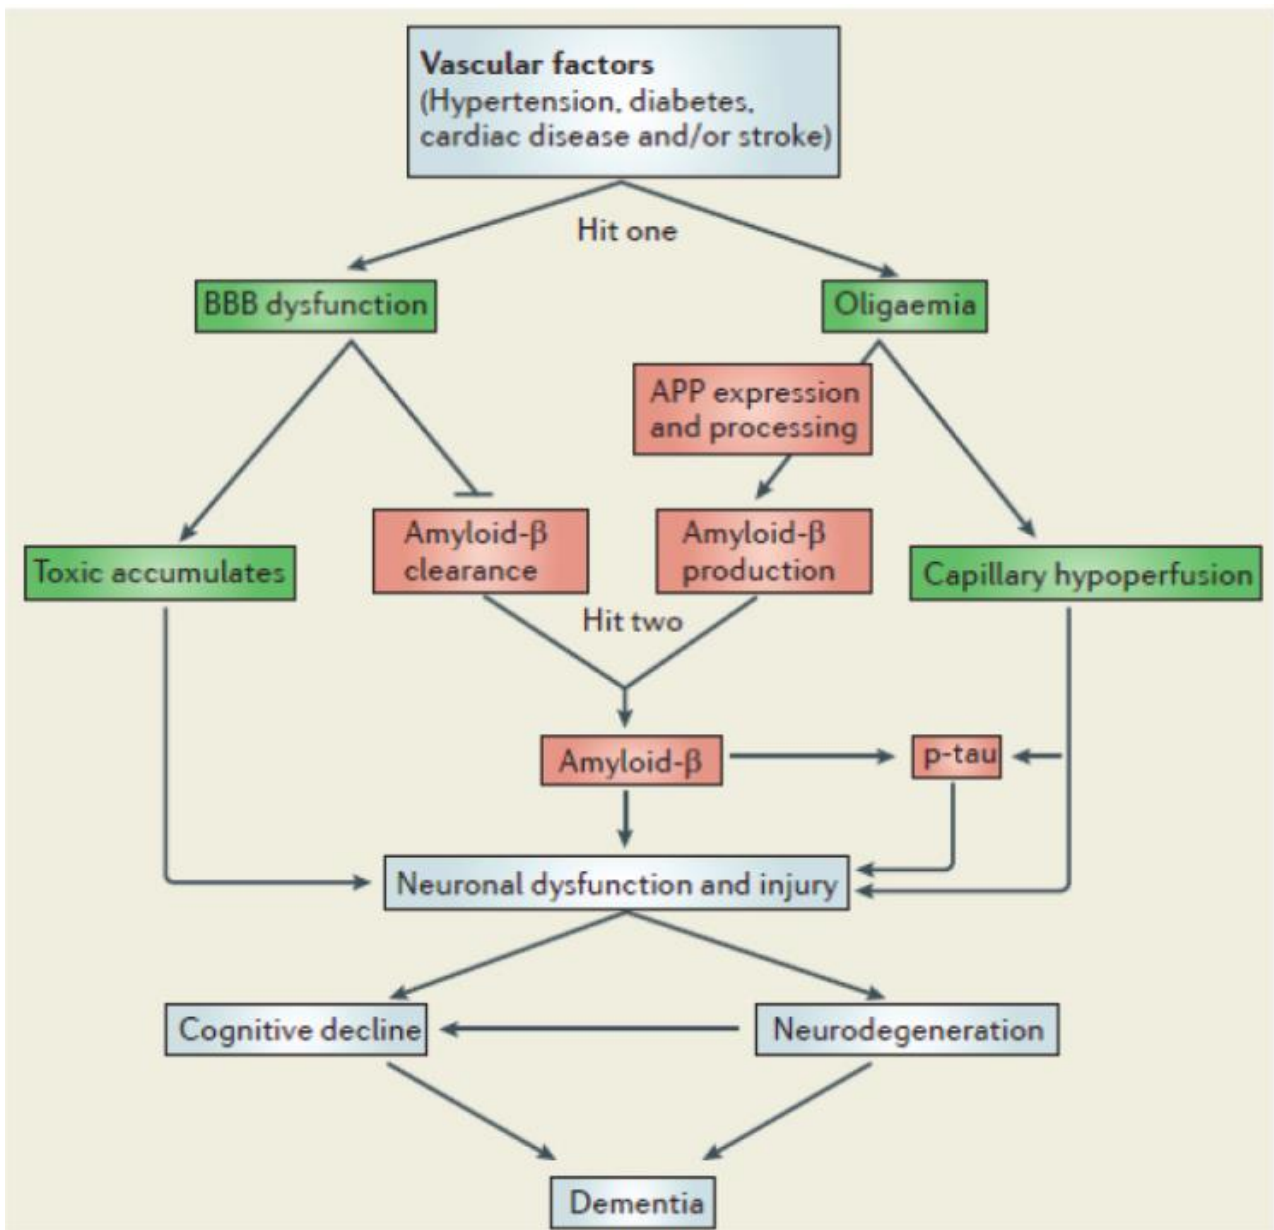 Vascular factors
(Hypertension, diabetes,
cardiac disease and/or stroke)
Hit one
BBB dysfunction
Oligaemia
APP expression
and processing
Amyloid-β
clearance
Amyloid-β
production
Toxic accumulates
Capillary hypoperfusion
Hit two
Amyloid-β
p-tau
Neuronal dysfunction and injury
Cognitive decline
Neurodegeneration
Dementia